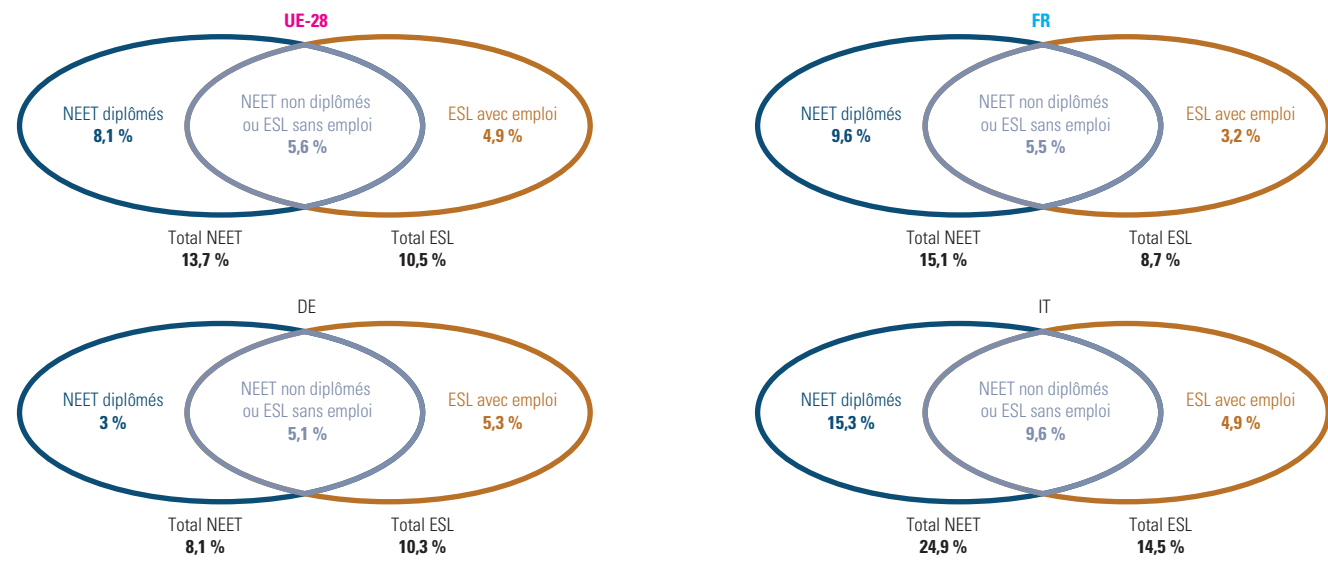 UE-28
NEET diplômés
8,1 %
NEET non diplômés
ou ESL sans emploi
5,6 %
ESL avec emploi
4,9 %
Total NEET
13,7 %
Total ESL
10,5 %
FR
NEET diplômés
9,6 %
NEET non diplômés
ou ESL sans emploi
5,5 %
ESL avec emploi
3,2 %
Total NEET
15,1 %
Total ESL
8,7 %
DE
NEET diplômés
3 %
NEET non diplômés
ou ESL sans emploi
5,1 %
ESL avec emploi
5,3 %
Total NEET
8,1 %
Total ESL
10,3 %
IT
NEET diplômés
15,3 %
NEET non diplômés
ou ESL sans emploi
9,6 %
ESL avec emploi
4,9 %
Total NEET
24,9 %
Total ESL
14,5 %